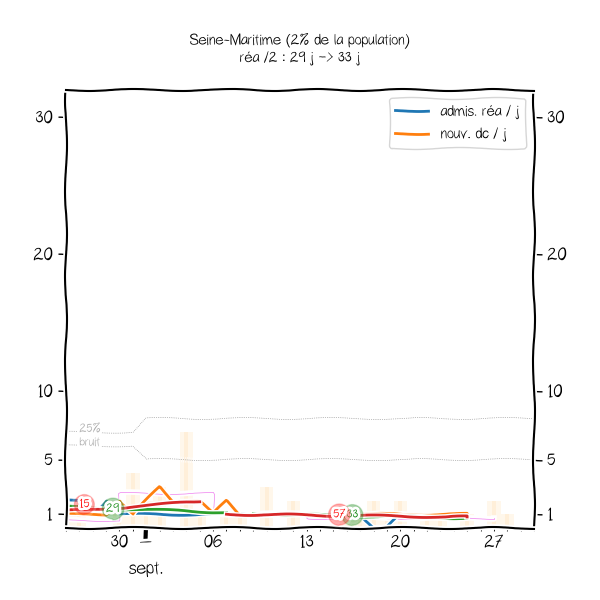 Seine-Maritime (2% de la population)
réa /2 : 29 j -> 33 j
admis. réa / j
nouv. dc / j
30 30
20 20
10 10
25%
bruit
5
1 1
15 29 57 33
30 06 13 20 27
sept.